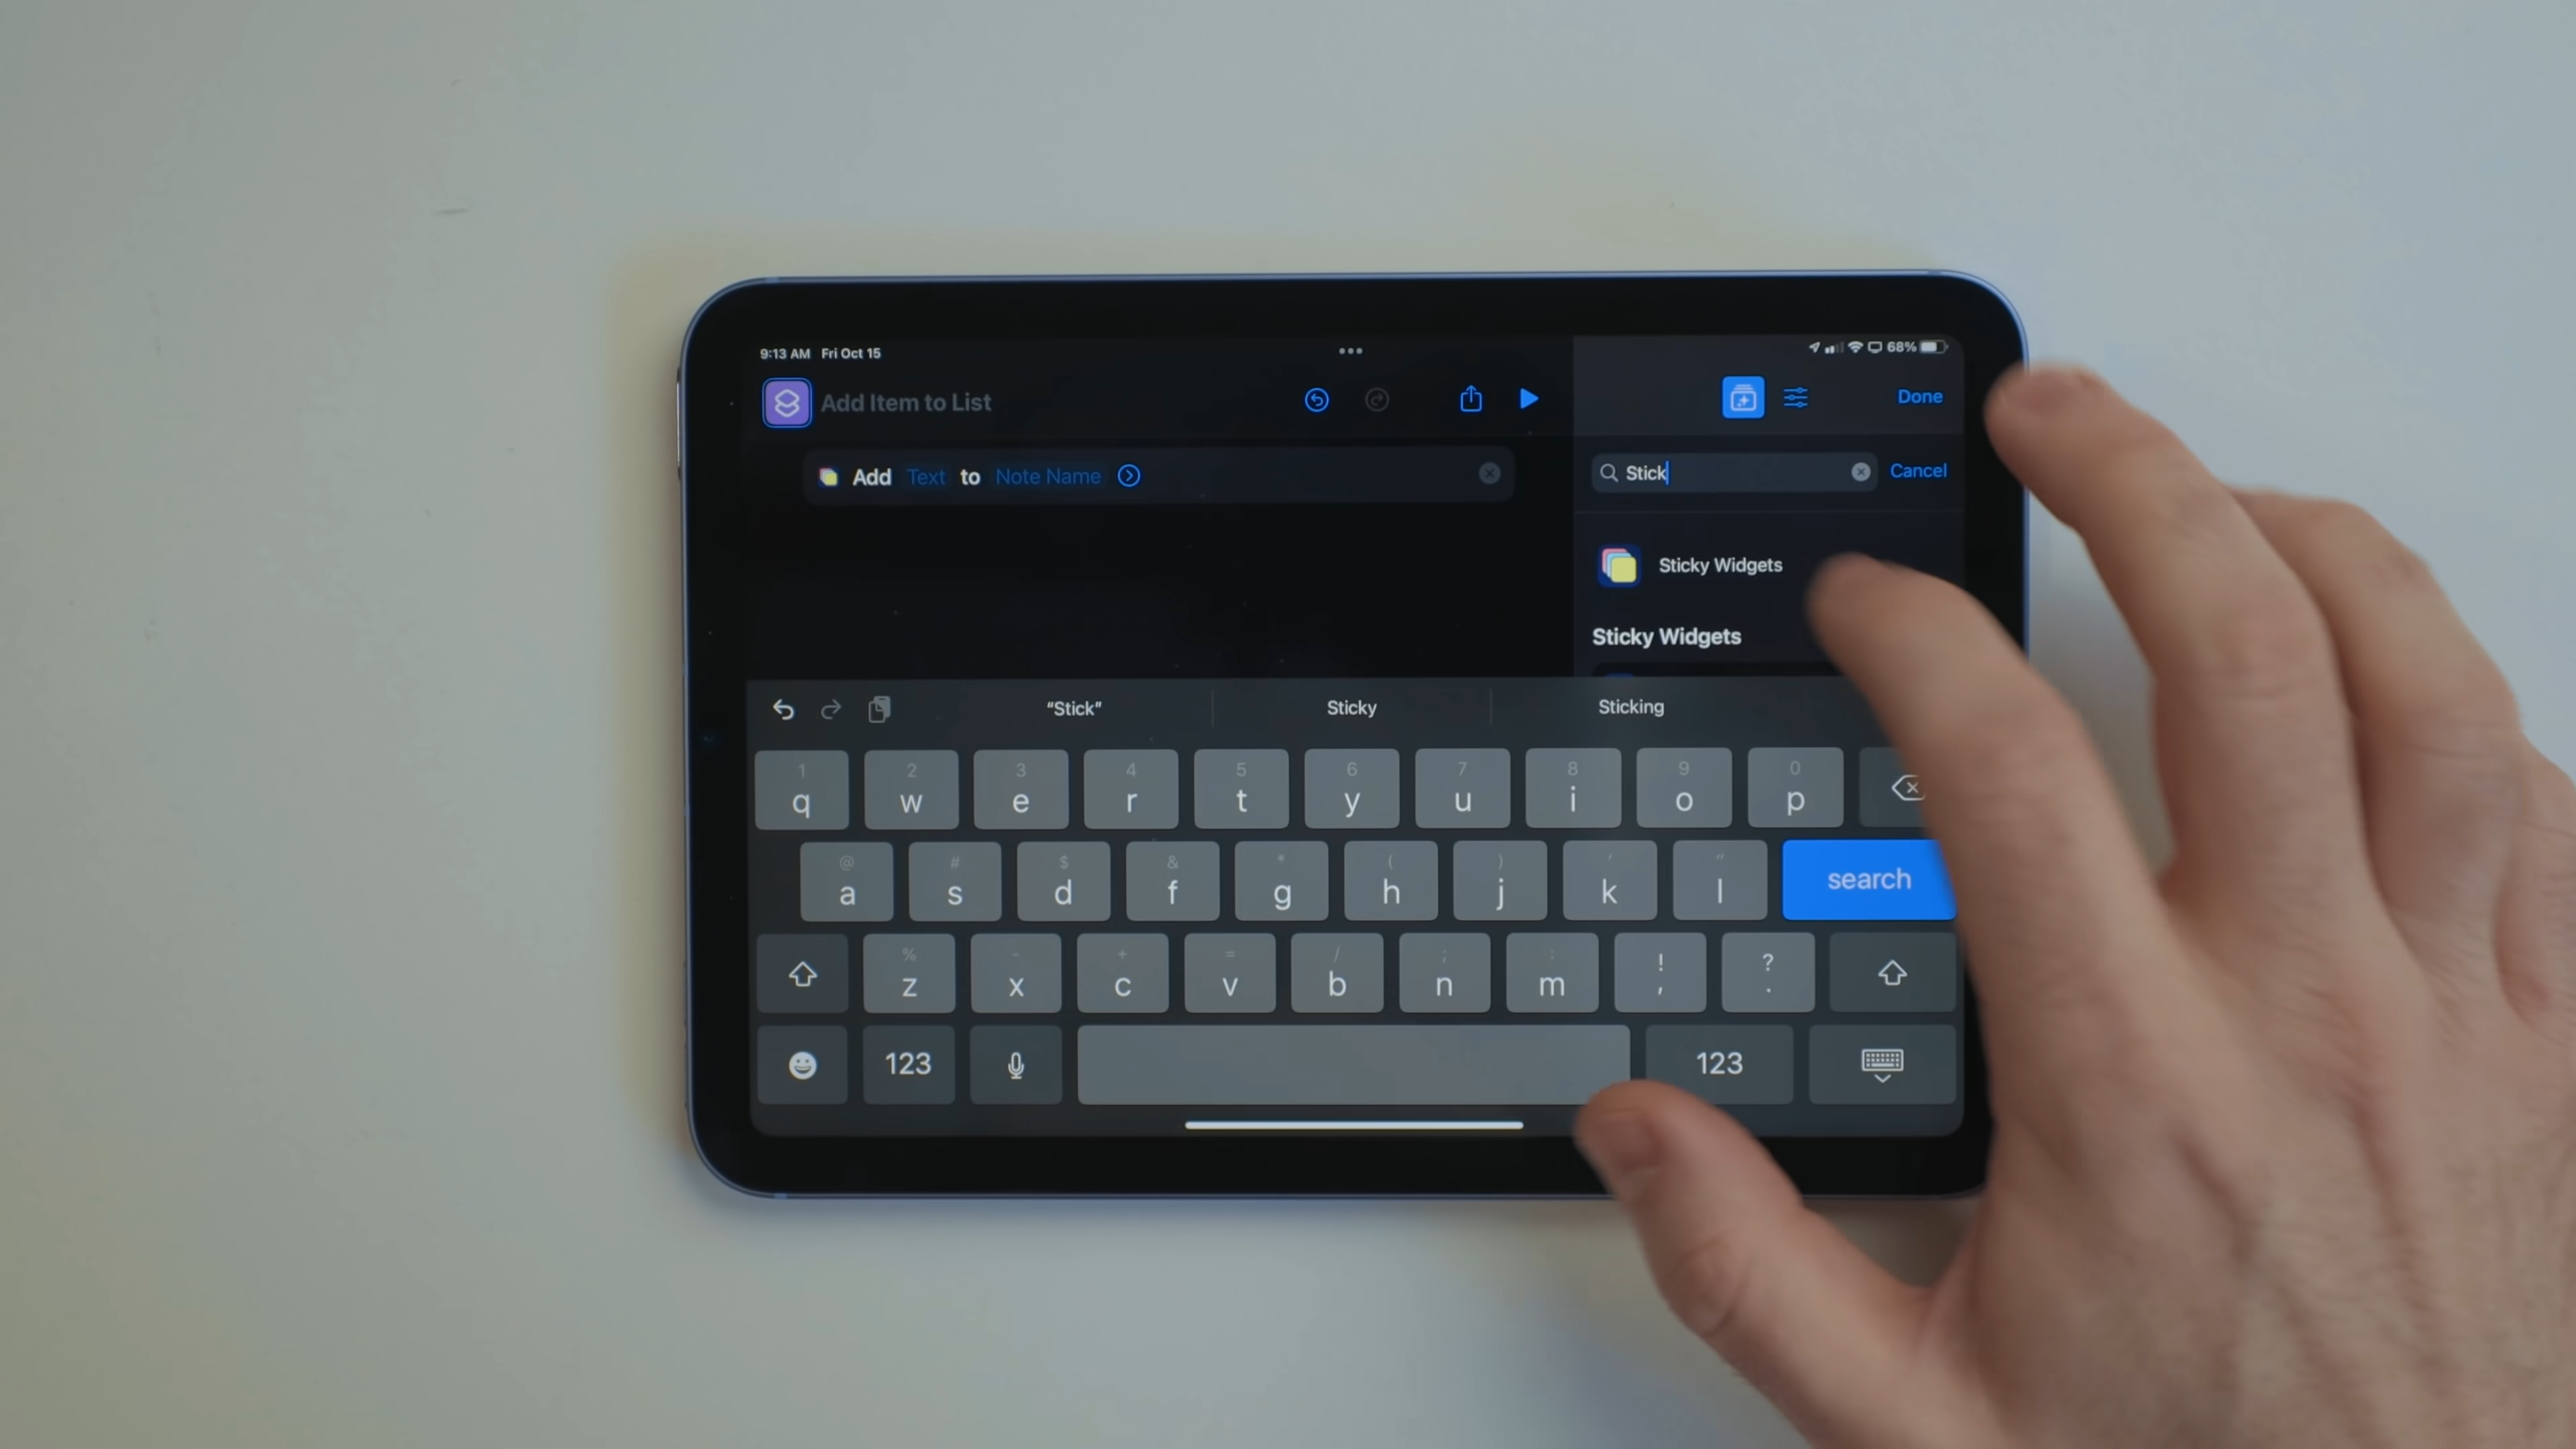 9:13 AM Fri Oct 15
68%
Add Item to List
Done
Add Text to Note Name
Stick
Cancel
Sticky Widgets
Sticky Widgets
“Stick” Sticky Sticking
1 2 3 4 5 6 7 8 9 0
q w e r t y u i o p
@ # $ & * ( ) ' "
a s d f g h j k l search
% - + = / ; : ! ?
z x c v b n m , .
123 123